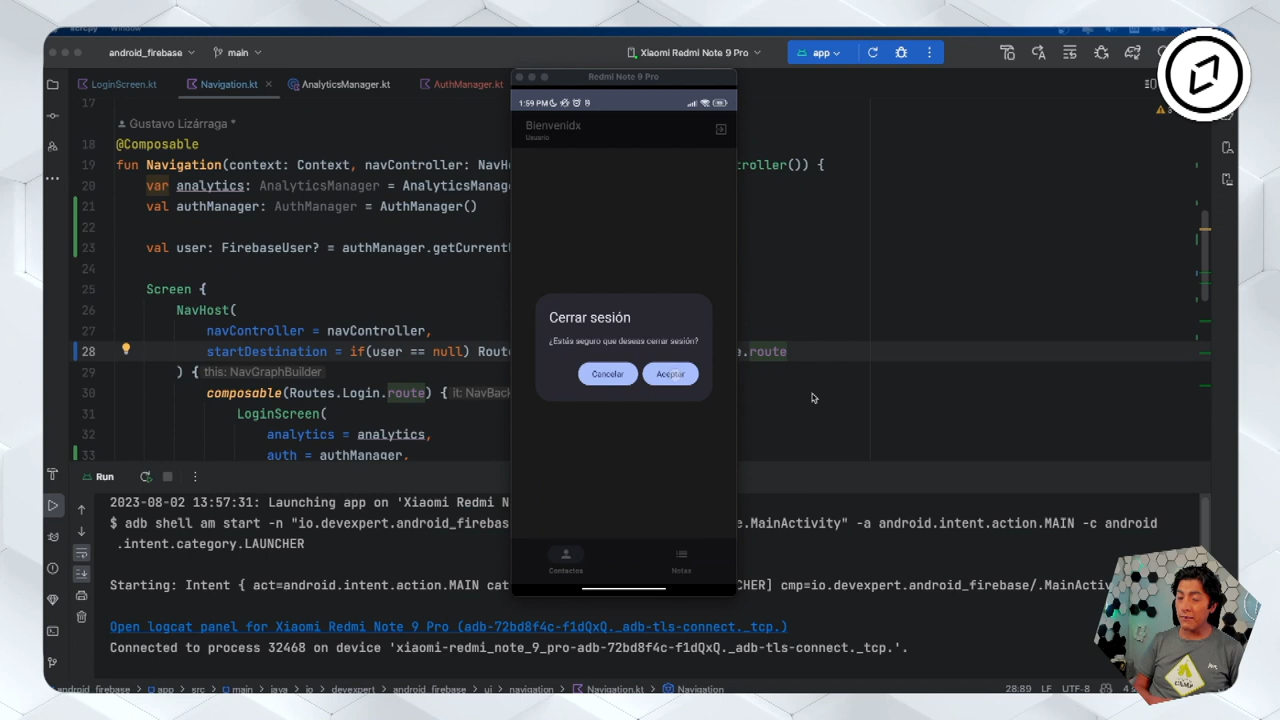 scrcpy Window
android_firebase main Xiaomi Redmi Note 9 Pro app
LoginScreen.kt Navigation.kt AnalyticsManager.kt AuthManager.kt
Redmi Note 9 Pro
1:59 PM
Bienvenidx
Usuario
17
Gustavo Lizárraga *
18 @Composable
19 fun Navigation(context: Context, navController: NavHo troller()) {
20 var analytics: AnalyticsManager = AnalyticsManage
21 val authManager: AuthManager = AuthManager()
22
23 val user: FirebaseUser? = authManager.getCurrentU
24
25 Screen {
26 NavHost(
27 navController = navController,
28 startDestination = if(user == null) Rout e.route
29 ) { this: NavGraphBuilder
30 composable(Routes.Login.route) { it: NavBack
31 LoginScreen(
32 analytics = analytics,
33 auth = authManager,
Cerrar sesión
¿Estás seguro que deseas cerrar sesión?
Cancelar Aceptar
Contactos Notas
Run
2023-08-02 13:57:31: Launching app on 'Xiaomi Redmi N
$ adb shell am start -n "io.devexpert.android_firebas e.MainActivity" -a android.intent.action.MAIN -c android
.intent.category.LAUNCHER
Starting: Intent { act=android.intent.action.MAIN cat CHER] cmp=io.devexpert.android_firebase/.MainActiv
Open logcat panel for Xiaomi Redmi Note 9 Pro (adb-72bd8f4c-f1dQxQ._adb-tls-connect._tcp.)
Connected to process 32468 on device 'xiaomi-redmi_note_9_pro-adb-72bd8f4c-f1dQxQ._adb-tls-connect._tcp.'.
android_firebase app src main java io devexpert android_firebase ui navigation Navigation.kt Navigation 28:89 LF UTF-8 4